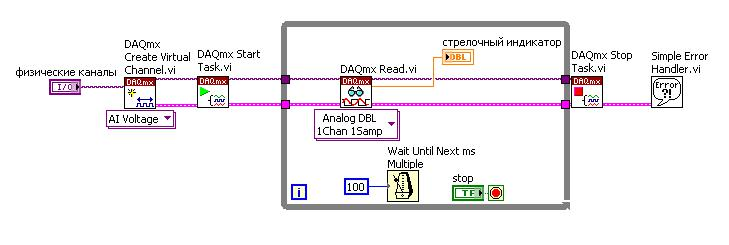 DAQmx
Create Virtual
Channel.vi
DAQmx Start
Task.vi
DAQmx Read.vi
стрелочный индикатор
DAQmx Stop
Task.vi
Simple Error
Handler.vi
физические каналы
I/O
DAQmx
DAQmx
DAQmx
DBL
DAQmx
Error
?!
AI Voltage
Analog DBL
1Chan 1Samp
Wait Until Next ms
Multiple
100
stop
TF
i